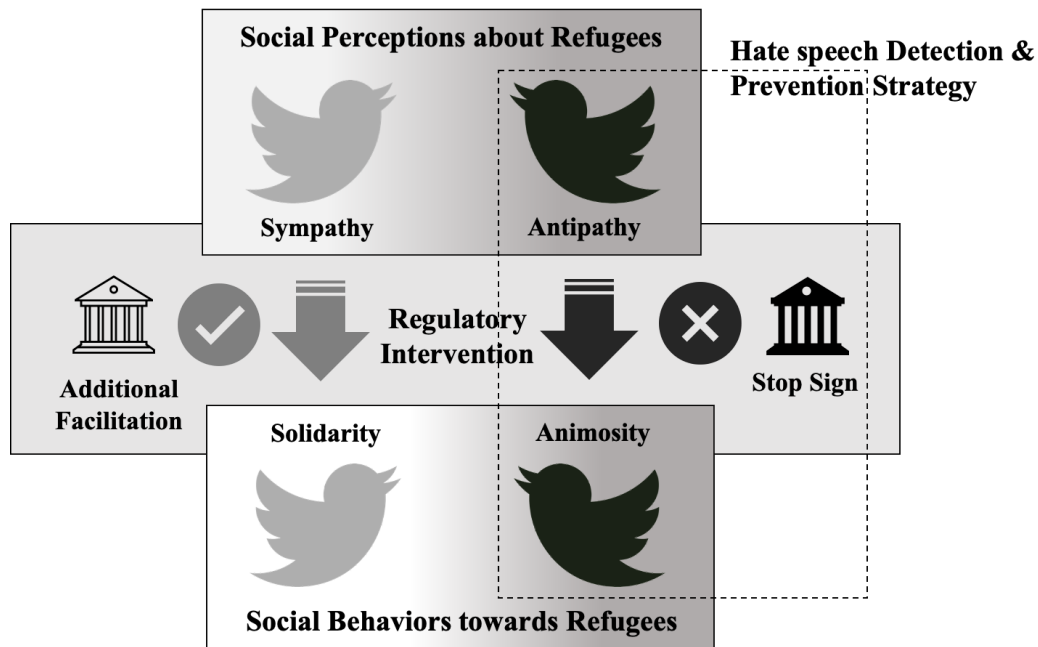 Social Perceptions about Refugees
Hate speech Detection &
Prevention Strategy
Sympathy
Antipathy
Regulatory
Intervention
Additional
Facilitation
Stop Sign
Solidarity
Animosity
Social Behaviors towards Refugees